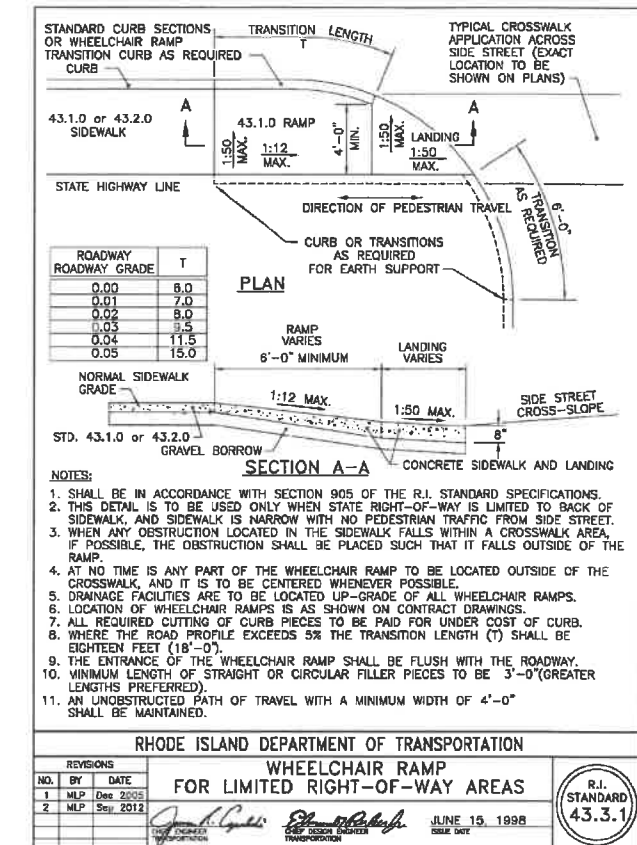 STANDARD CURB SECTIONS
OR WHEELCHAIR RAMP
TRANSITION CURB AS REQUIRED
CURB
TRANSITION LENGTH
T
TYPICAL CROSSWALK
APPLICATION ACROSS
SIDE STREET (EXACT
LOCATION TO BE
SHOWN ON PLANS)
A
A
43.1.0 or 43.2.0
SIDEWALK
43.1.0 RAMP
1:50
MAX.
1:12
MAX.
4'-0"
MIN.
1:50
MAX.
LANDING
1:50
MAX.
STATE HIGHWAY LINE
DIRECTION OF PEDESTRIAN TRAVEL
6'-0"
TRANSITION
AS REQUIRED
CURB OR TRANSITIONS
AS REQUIRED
FOR EARTH SUPPORT
PLAN
ROADWAY
ROADWAY GRADE T
0.00 6.0
0.01 7.0
0.02 8.0
0.03 9.5
0.04 11.5
0.05 15.0
RAMP
VARIES
6'-0" MINIMUM
LANDING
VARIES
NORMAL SIDEWALK
GRADE
1:12 MAX.
1:50 MAX.
SIDE STREET
CROSS-SLOPE
8"
STD. 43.1.0 or 43.2.0
GRAVEL BORROW
SECTION A-A
CONCRETE SIDEWALK AND LANDING
NOTES:
1. SHALL BE IN ACCORDANCE WITH SECTION 905 OF THE R.I. STANDARD SPECIFICATIONS.
2. THIS DETAIL IS TO BE USED ONLY WHEN STATE RIGHT-OF-WAY IS LIMITED TO BACK OF
SIDEWALK, AND SIDEWALK IS NARROW WITH NO PEDESTRIAN TRAFFIC FROM SIDE STREET.
3. WHEN ANY OBSTRUCTION LOCATED IN THE SIDEWALK FALLS WITHIN A CROSSWALK AREA,
IF POSSIBLE, THE OBSTRUCTION SHALL BE PLACED SUCH THAT IT FALLS OUTSIDE OF THE
RAMP.
4. AT NO TIME IS ANY PART OF THE WHEELCHAIR RAMP TO BE LOCATED OUTSIDE OF THE
CROSSWALK, AND IT IS TO BE CENTERED WHENEVER POSSIBLE.
5. DRAINAGE FACILITIES ARE TO BE LOCATED UP-GRADE OF ALL WHEELCHAIR RAMPS.
6. LOCATION OF WHEELCHAIR RAMPS IS AS SHOWN ON CONTRACT DRAWINGS.
7. ALL REQUIRED CUTTING OF CURB PIECES TO BE PAID FOR UNDER COST OF CURB.
8. WHERE THE ROAD PROFILE EXCEEDS 5% THE TRANSITION LENGTH (T) SHALL BE
EIGHTEEN FEET (18'-0").
9. THE ENTRANCE OF THE WHEELCHAIR RAMP SHALL BE FLUSH WITH THE ROADWAY.
10. MINIMUM LENGTH OF STRAIGHT OR CIRCULAR FILLER PIECES TO BE 3'-0"(GREATER
LENGTHS PREFERRED).
11. AN UNOBSTRUCTED PATH OF TRAVEL WITH A MINIMUM WIDTH OF 4'-0"
SHALL BE MAINTAINED.
RHODE ISLAND DEPARTMENT OF TRANSPORTATION
REVISIONS
NO. BY DATE
1 MLP Dec 2005
2 MLP Sep 2012
WHEELCHAIR RAMP
FOR LIMITED RIGHT-OF-WAY AREAS
CHIEF ENGINEER
TRANSPORTATION
CHIEF DESIGN ENGINEER
TRANSPORTATION
JUNE 15, 1998
ISSUE DATE
R.I.
STANDARD
43.3.1